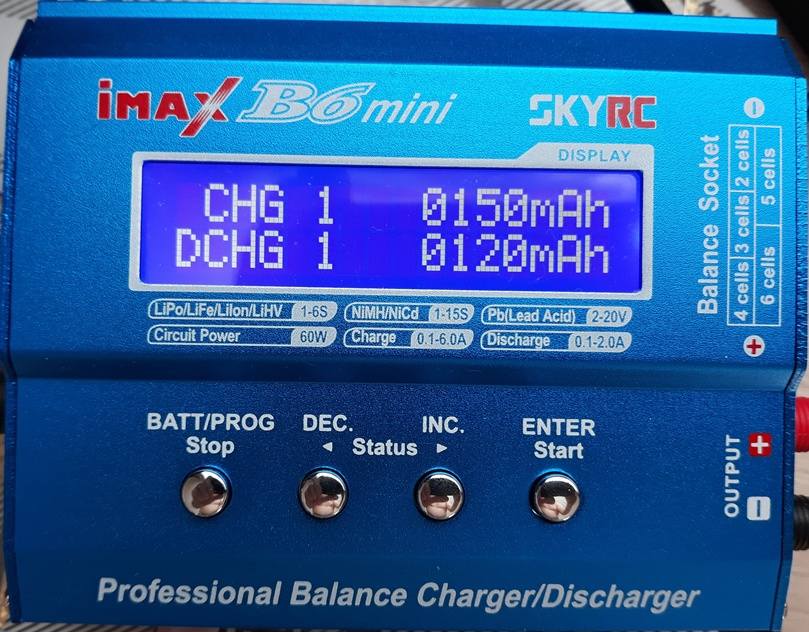 iMAX B6 mini SKYRC
DISPLAY
CHG 1 0150mAh
DCHG 1 0120mAh
LiPo/LiFe/LiIon/LiHV 1-6S NiMH/NiCd 1-15S Pb(Lead Acid) 2-20V
Circuit Power 60W Charge 0.1-6.0A Discharge 0.1-2.0A
Balance Socket
2 cells
3 cells
4 cells
5 cells
6 cells
BATT/PROG DEC. INC. ENTER
Stop ◄ Status ► Start
OUTPUT
Professional Balance Charger/Discharger